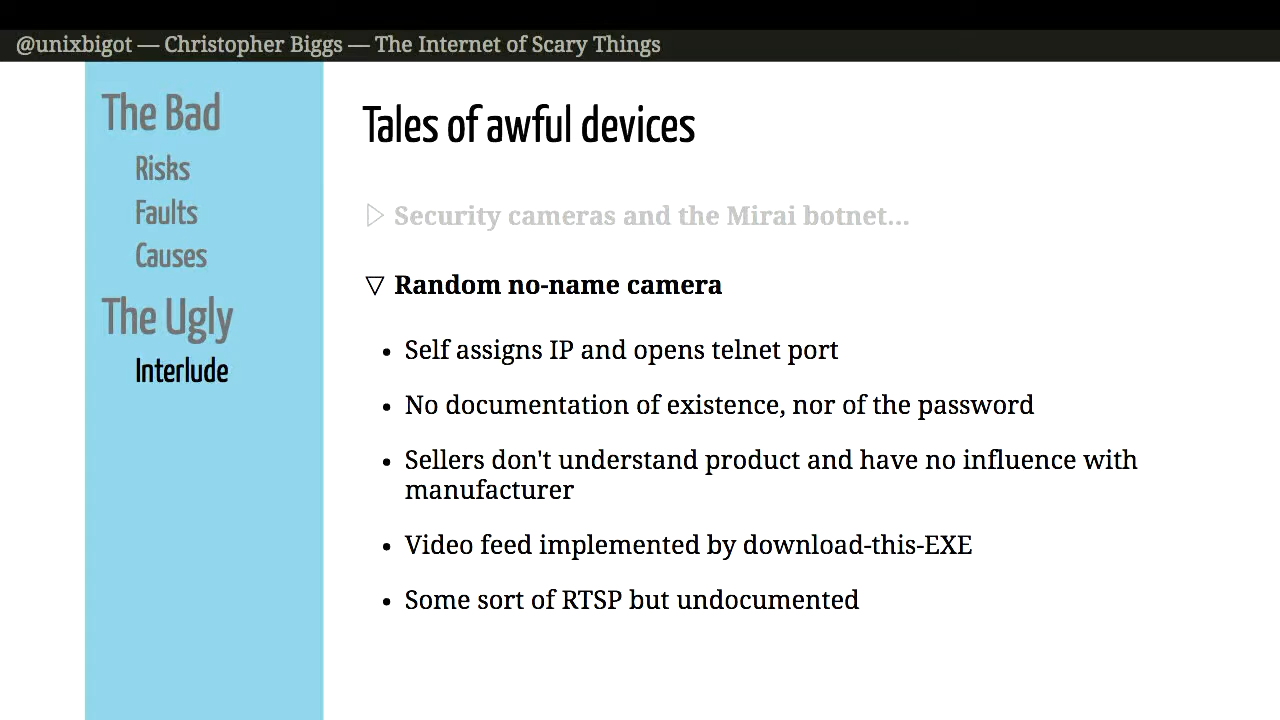 @unixbigot — Christopher Biggs — The Internet of Scary Things
The Bad
Risks
Faults
Causes
The Ugly
Interlude
Tales of awful devices
▷ Security cameras and the Mirai botnet...
▽ Random no-name camera
• Self assigns IP and opens telnet port
• No documentation of existence, nor of the password
• Sellers don't understand product and have no influence with
manufacturer
• Video feed implemented by download-this-EXE
• Some sort of RTSP but undocumented